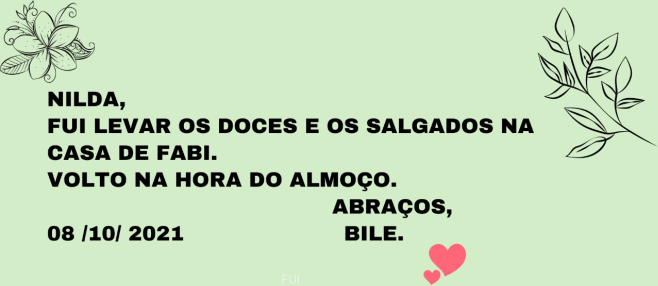 NILDA,
FUI LEVAR OS DOCES E OS SALGADOS NA
CASA DE FABI.
VOLTO NA HORA DO ALMOÇO.
ABRAÇOS,
08 /10/ 2021 BILE.
FUI